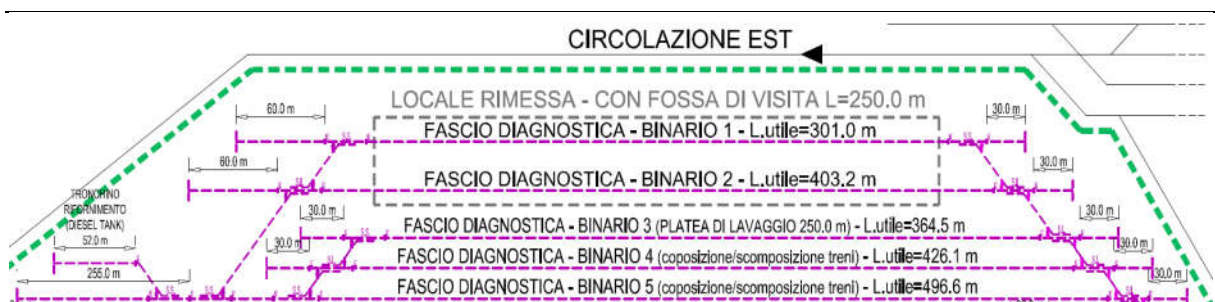 CIRCOLAZIONE EST
60.0 m
LOCALE RIMESSA - CON FOSSA DI VISITA L=250.0 m
30.0 m
FASCIO DIAGNOSTICA - BINARIO 1 - L.utile=301.0 m
60.0 m
30.0 m
FASCIO DIAGNOSTICA - BINARIO 2 - L.utile=403.2 m
TRONCHINO
RIFORNIMENTO
(DIESEL TANK)
30.0 m
30.0 m
FASCIO DIAGNOSTICA - BINARIO 3 (PLATEA DI LAVAGGIO 250.0 m) - L.utile=364.5 m
52.0 m
30.0 m
30.0 m
FASCIO DIAGNOSTICA - BINARIO 4 (coposizione/scomposizione treni) - L.utile=426.1 m
255.0 m
30.0 m
FASCIO DIAGNOSTICA - BINARIO 5 (coposizione/scomposizione treni) - L.utile=496.6 m